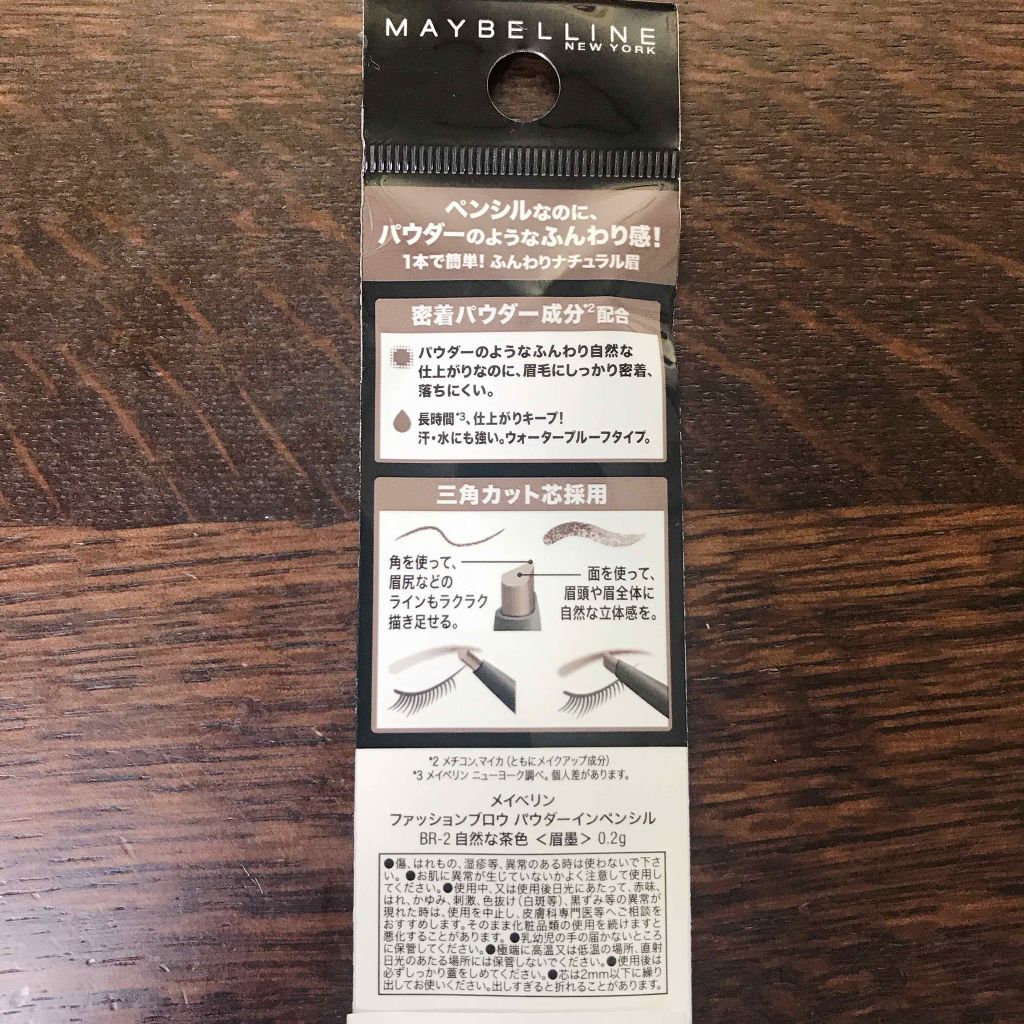 MAYBELLINE
NEW YORK
ペンシルなのに、
パウダーのようなふんわり感!
1本で簡単! ふんわりナチュラル眉
密着パウダー成分*2配合
パウダーのようなふんわり自然な
仕上がりなのに、眉毛にしっかり密着、
落ちにくい。
長時間*3、仕上がりキープ!
汗・水にも強い。ウォータープルーフタイプ。
三角カット芯採用
角を使って、
眉尻などの
ラインもラクラク
描き足せる。
面を使って、
眉頭や眉全体に
自然な立体感を。
*2 メチコン、マイカ (ともにメイクアップ成分)
*3 メイベリン ニューヨーク調べ。個人差があります。
メイベリン
ファッションブロウ パウダーインペンシル
BR-2 自然な茶色 <眉墨> 0.2g
●傷、はれもの、湿疹等、異常のある時は使わないで下さ
い。●お肌に異常が生じていないかよく注意して使用し
てください。●使用中、又は使用後日光にあたって、赤味、
はれ、かゆみ、刺激、色抜け(白斑等)、黒ずみ等の異常が
現れた時は、使用を中止し、皮膚科専門医等へご相談を
おすすめします。そのまま化粧品類の使用を続けますと
悪化することがあります。●乳幼児の手の届かないところ
に保管してください。●極端に高温又は低温の場所、直射
日光のあたる場所には保管しないでください。●使用後は
必ずしっかり蓋をしめてください。●芯は2mm以下に繰り
出してお使いください。出しすぎると折れることがあります。